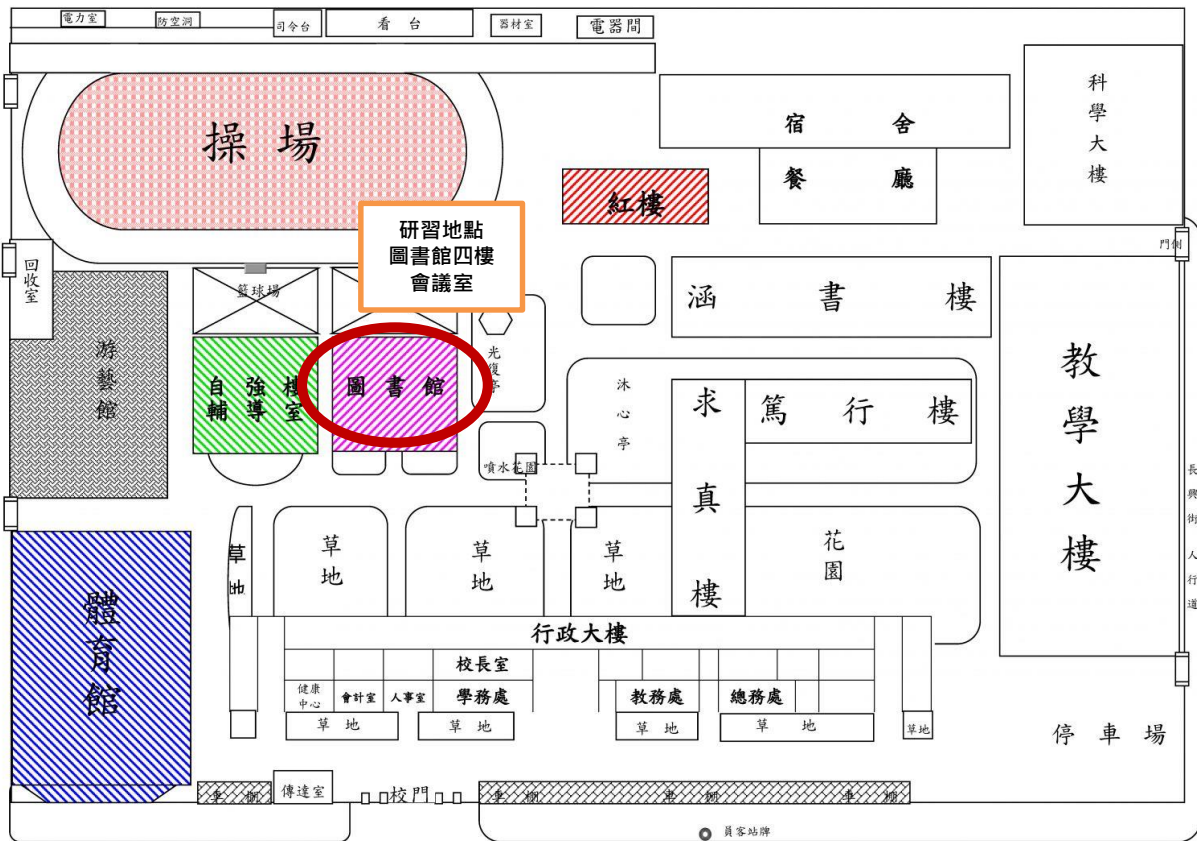 電力室
防空洞
司令台
看台
器材室
電器間
操場
宿舍
餐廳
科學大樓
紅樓
研習地點
圖書館四樓
會議室
門側
回收室
籃球場
游藝館
自強樓
輔導室
圖書館
光復亭
涵書樓
沐心亭
求真樓
篤行樓
教學大樓
噴水花園
長興街人行道
草地
草地
草地
草地
花園
體育館
行政大樓
校長室
健康
中心
會計室
人事室
學務處
教務處
總務處
草地
草地
草地
草地
草地
停車場
車棚
傳達室
校門
車棚
車棚
車棚
員客站牌